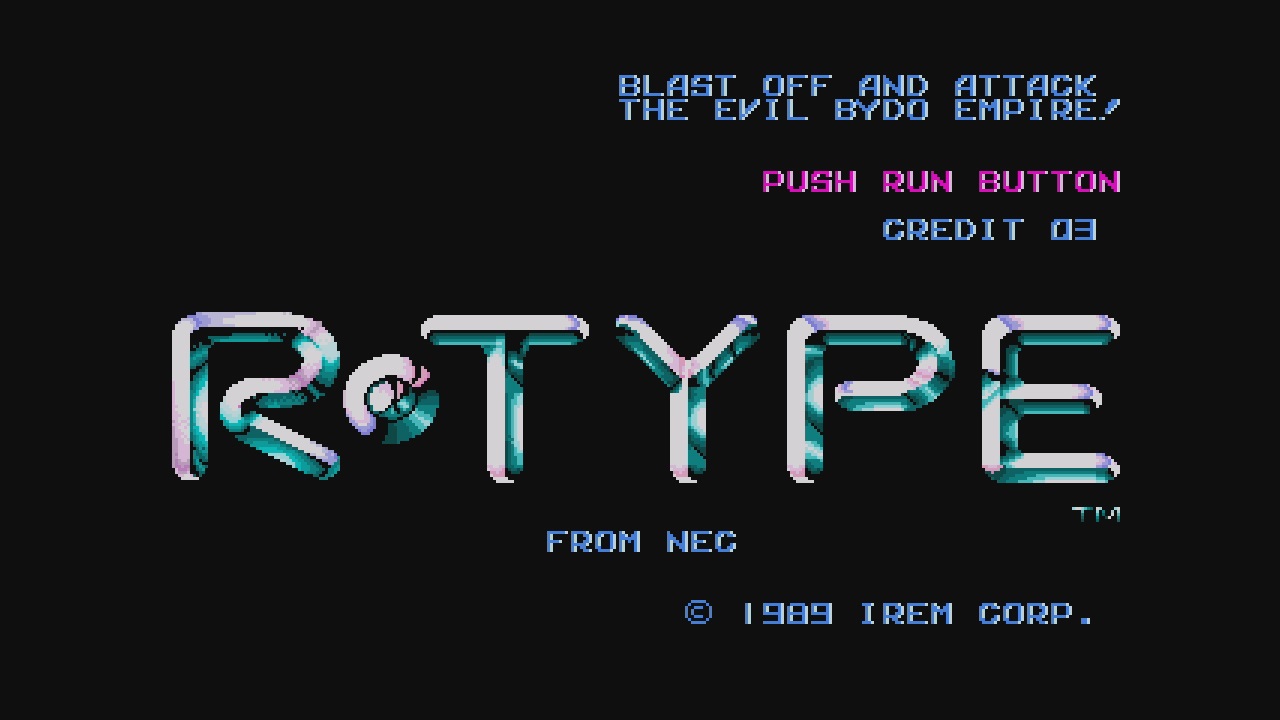 BLAST OFF AND ATTACK
THE EVIL BYDO EMPIRE!
PUSH RUN BUTTON
CREDIT 03
R•TYPE
TM
FROM NEC
© 1989 IREM CORP.